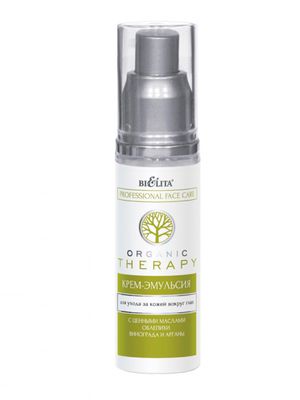 BIELITA
PROFESSIONAL FACE CARE
ORGANIC
THERAPY
КРЕМ-ЭМУЛЬСИЯ
для ухода за кожей вокруг глаз
С ЦЕННЫМИ МАСЛАМИ
ОБЛЕПИХИ
ВИНОГРАДА И АРГАНЫ